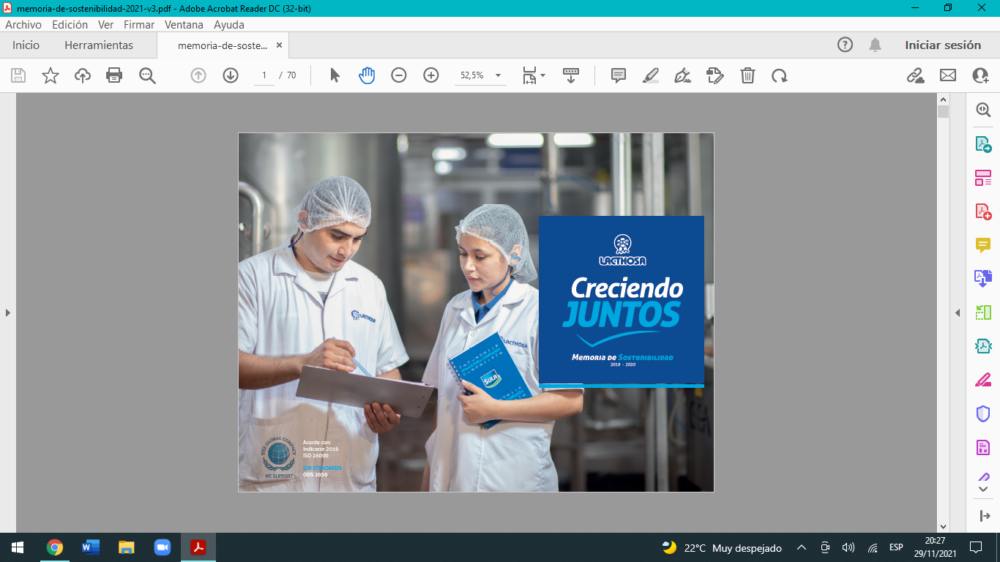 memoria-de-sostenibilidad-2021-v3.pdf - Adobe Acrobat Reader DC (32-bit)
Archivo Edición Ver Firmar Ventana Ayuda
Inicio Herramientas memoria-de-soste... × Iniciar sesión
1 / 70 52,5%
LACTHOSA
Creciendo
JUNTOS
Memoria de Sostenibilidad
2018 - 2020
LACTHOSA
LACTHOSA
SULA
THE GLOBAL COMPACT
WE SUPPORT
Acorde con:
Indicarse 2016
ISO 26000
GRI STANDARDS
ODS 2030
22°C Muy despejado
ESP
20:27
29/11/2021